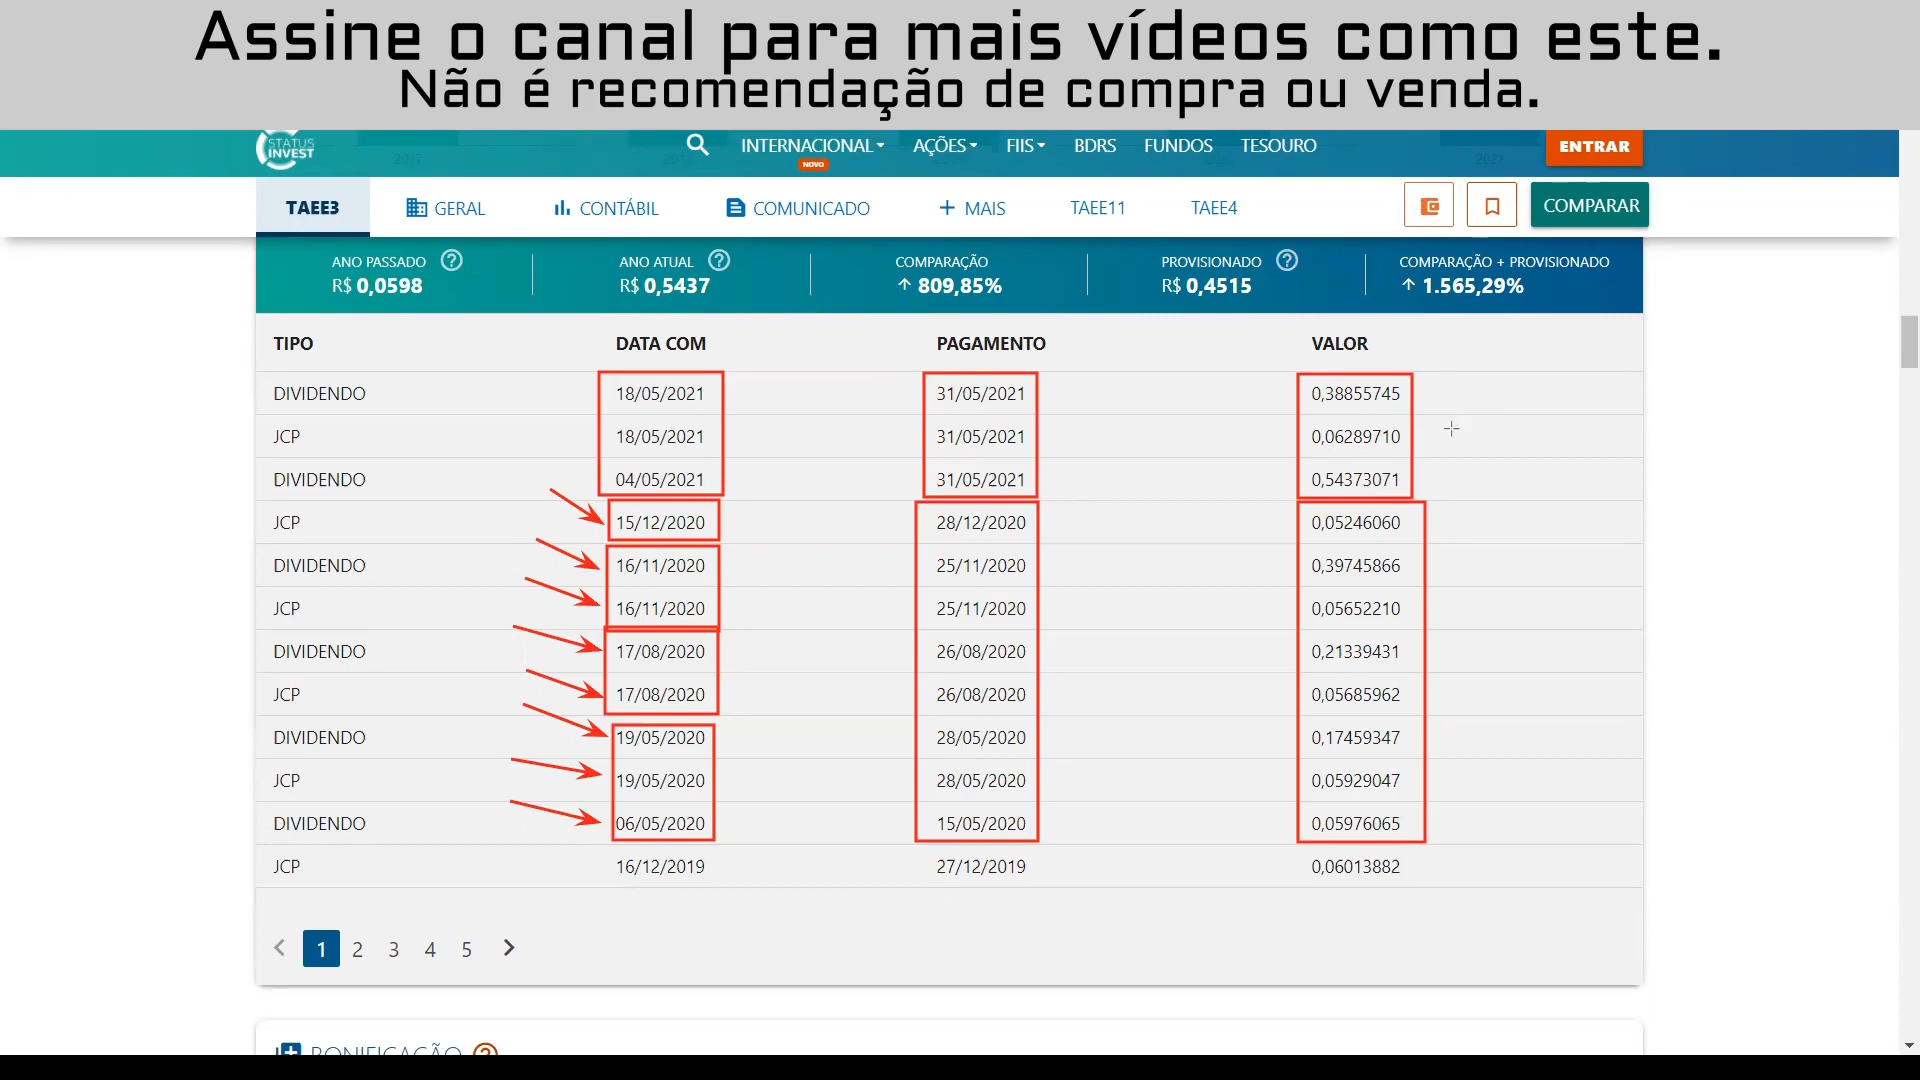 Assine o canal para mais vídeos como este.
Não é recomendação de compra ou venda.
STATUS INVEST
INTERNACIONAL AÇÕES FIIS BDRS FUNDOS TESOURO ENTRAR
NOVO
TAEE3 GERAL CONTÁBIL COMUNICADO + MAIS TAEE11 TAEE4 COMPARAR
ANO PASSADO ? ANO ATUAL ? COMPARAÇÃO PROVISIONADO ? COMPARAÇÃO + PROVISIONADO
R$ 0,0598 R$ 0,5437 ↑ 809,85% R$ 0,4515 ↑ 1.565,29%
TIPO DATA COM PAGAMENTO VALOR
DIVIDENDO 18/05/2021 31/05/2021 0,38855745
JCP 18/05/2021 31/05/2021 0,06289710
DIVIDENDO 04/05/2021 31/05/2021 0,54373071
JCP 15/12/2020 28/12/2020 0,05246060
DIVIDENDO 16/11/2020 25/11/2020 0,39745866
JCP 16/11/2020 25/11/2020 0,05652210
DIVIDENDO 17/08/2020 26/08/2020 0,21339431
JCP 17/08/2020 26/08/2020 0,05685962
DIVIDENDO 19/05/2020 28/05/2020 0,17459347
JCP 19/05/2020 28/05/2020 0,05929047
DIVIDENDO 06/05/2020 15/05/2020 0,05976065
JCP 16/12/2019 27/12/2019 0,06013882
1 2 3 4 5
BONIFICAÇÃO ?